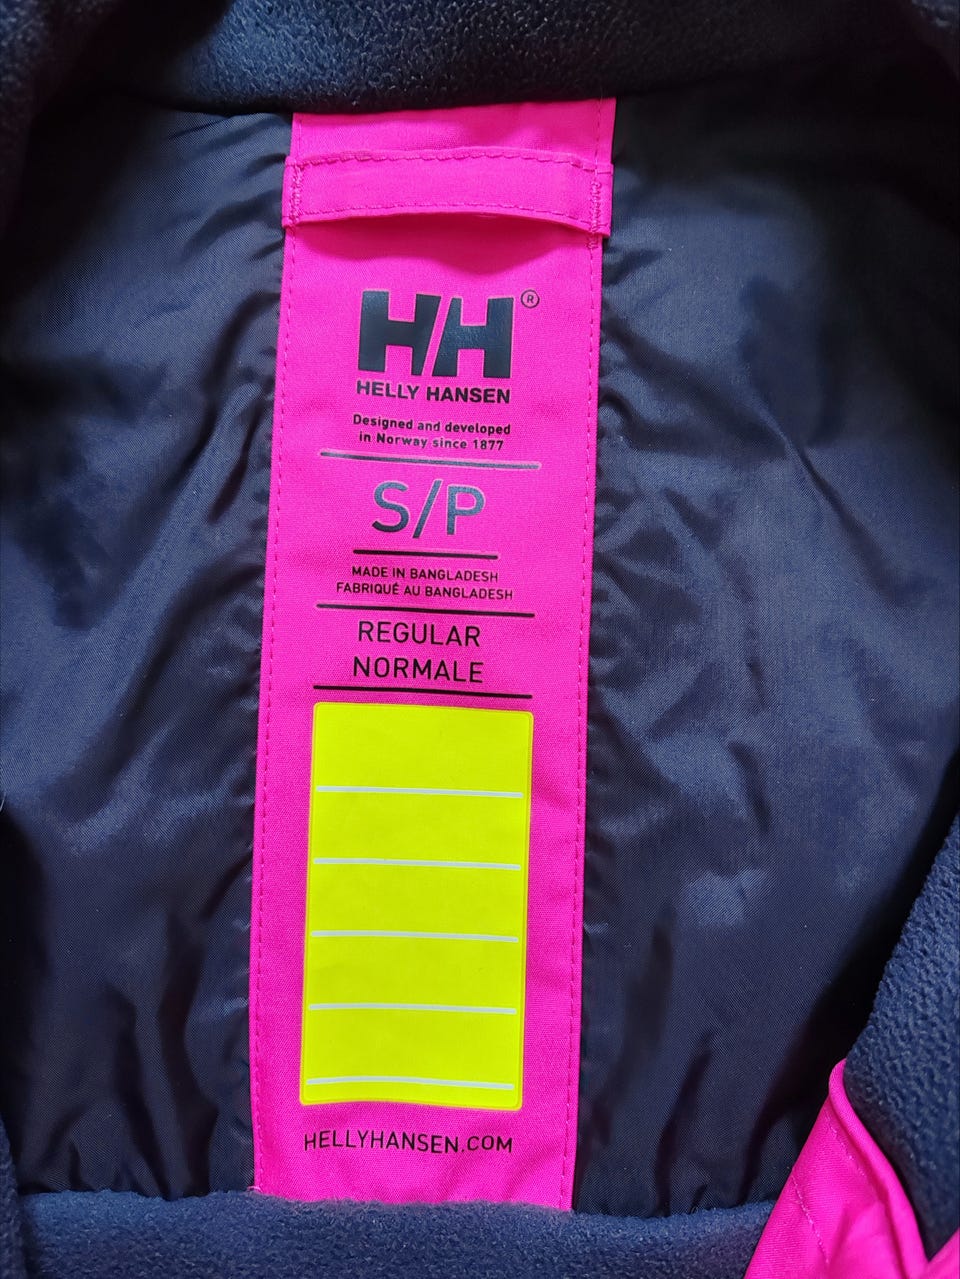 HH®
HELLY HANSEN
Designed and developed
in Norway since 1877
S/P
MADE IN BANGLADESH
FABRIQUÉ AU BANGLADESH
REGULAR
NORMALE
HELLYHANSEN.COM